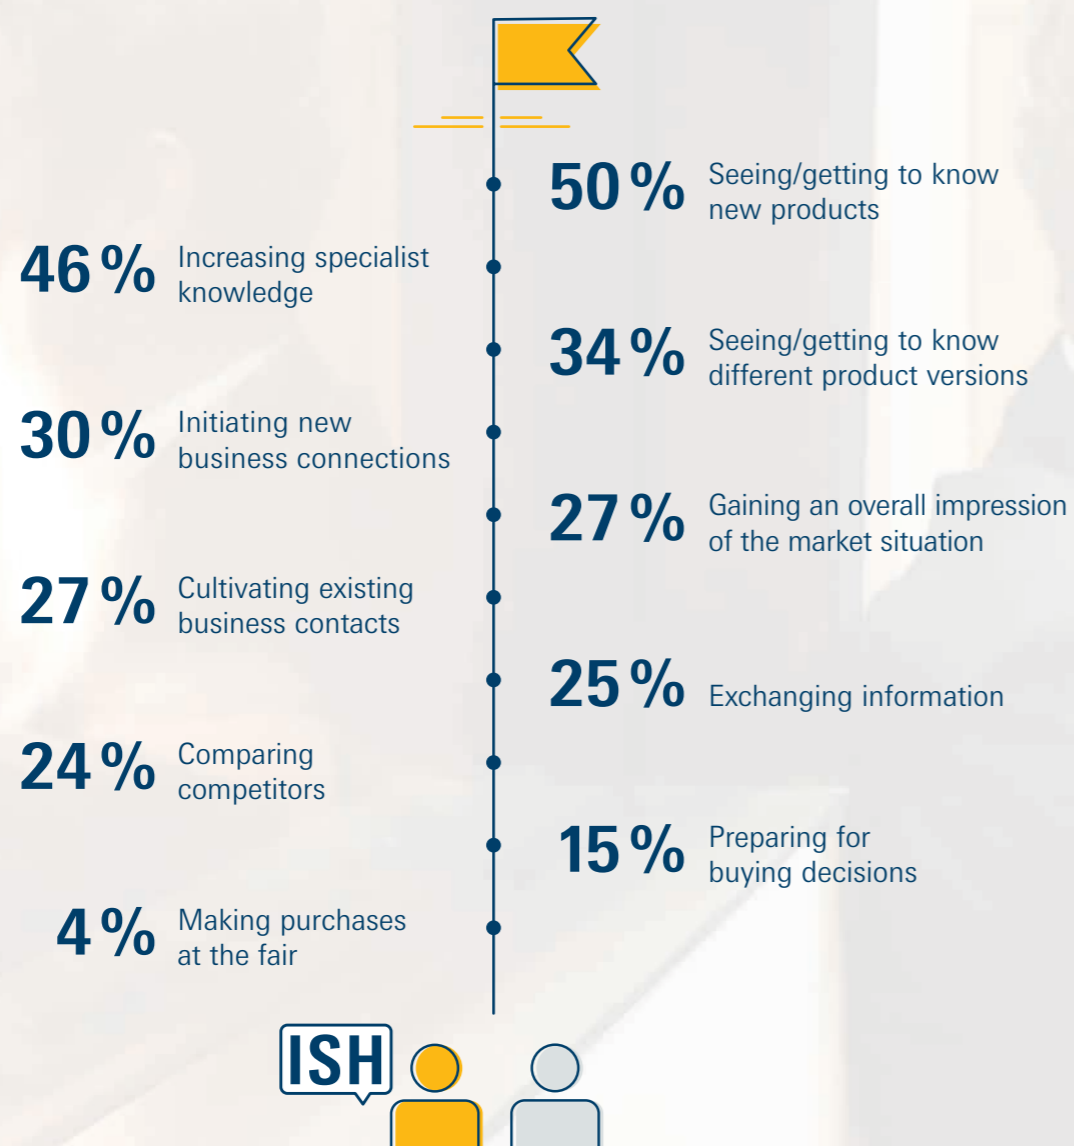 50 %
Seeing/getting to know
new products
46 %
Increasing specialist
knowledge
34 %
Seeing/getting to know
different product versions
30 %
Initiating new
business connections
27 %
Gaining an overall impression
of the market situation
27 %
Cultivating existing
business contacts
25 %
Exchanging information
24 %
Comparing
competitors
15 %
Preparing for
buying decisions
4 %
Making purchases
at the fair
ISH